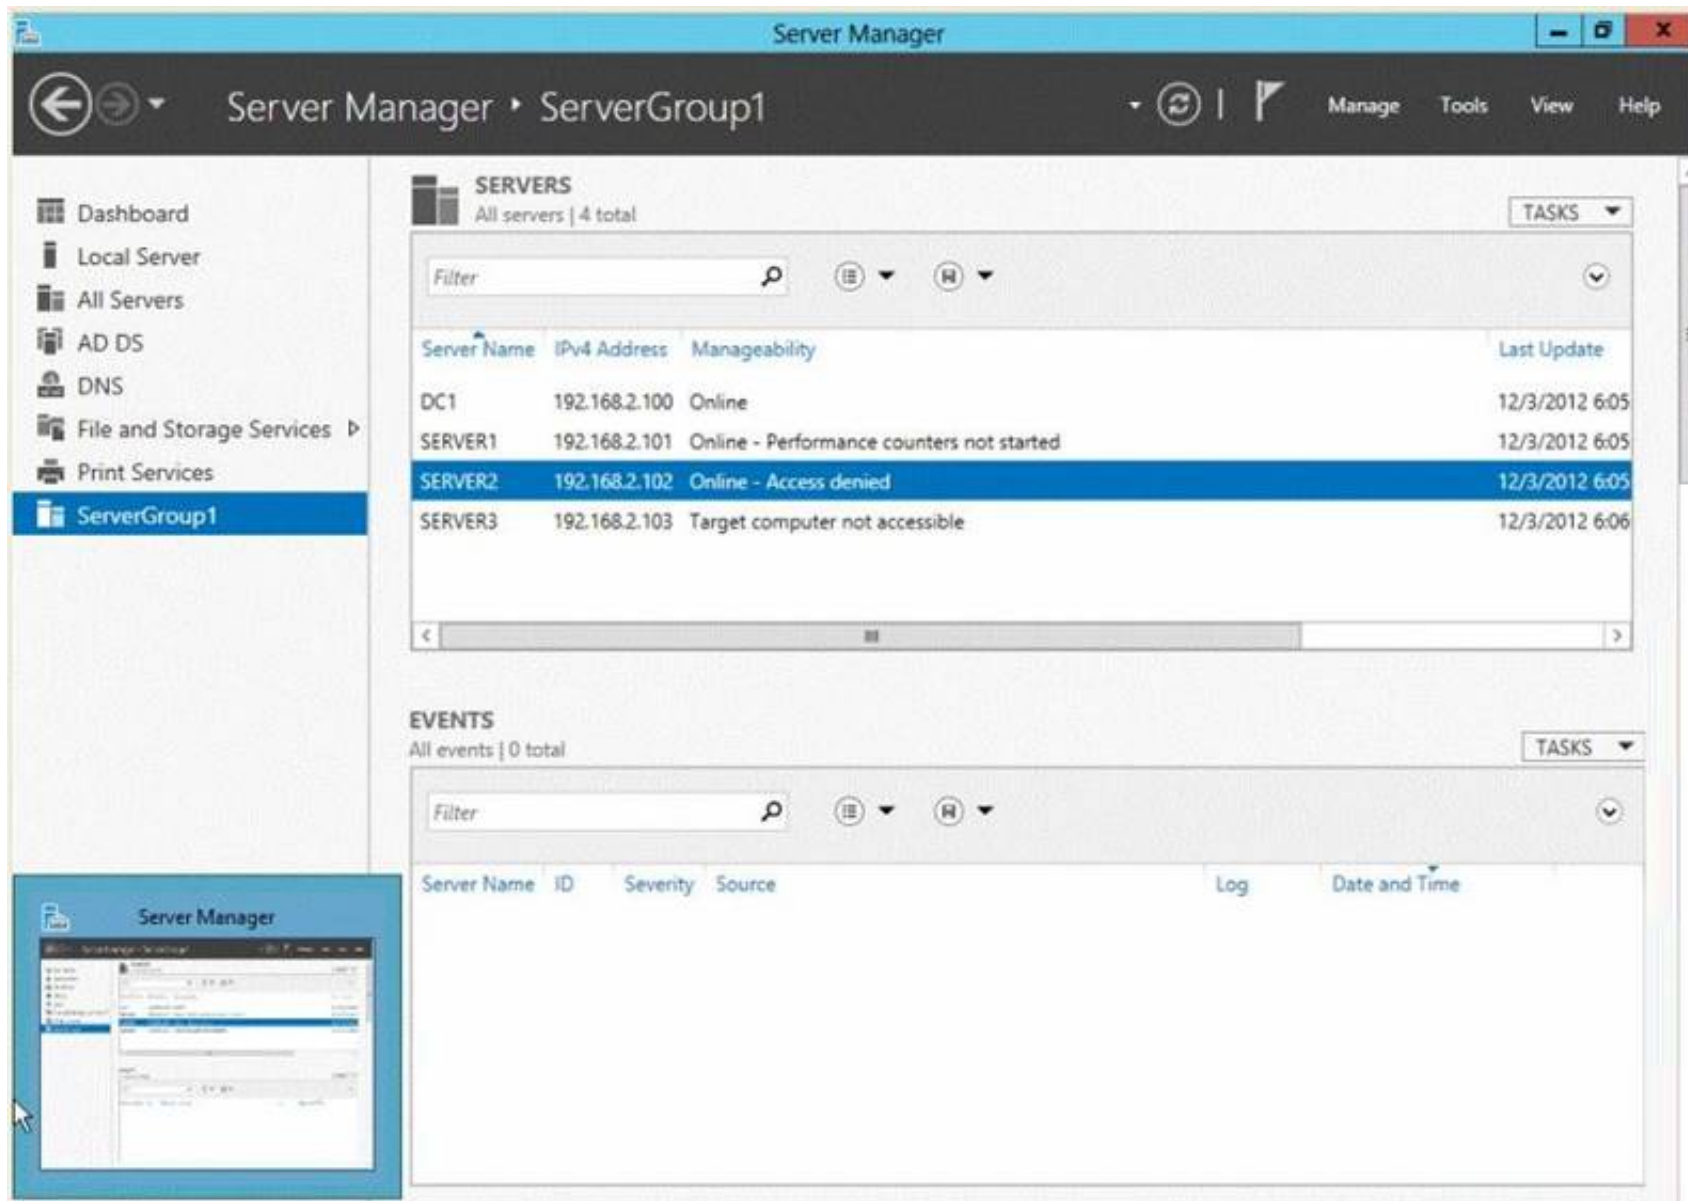 Server Manager
Server Manager ‣ ServerGroup1
Manage Tools View Help
Dashboard
Local Server
All Servers
AD DS
DNS
File and Storage Services
Print Services
ServerGroup1
SERVERS
All servers | 4 total
TASKS
Filter
Server Name IPv4 Address Manageability Last Update
DC1 192.168.2.100 Online 12/3/2012 6:05
SERVER1 192.168.2.101 Online - Performance counters not started 12/3/2012 6:05
SERVER2 192.168.2.102 Online - Access denied 12/3/2012 6:05
SERVER3 192.168.2.103 Target computer not accessible 12/3/2012 6:06
EVENTS
All events | 0 total
TASKS
Filter
Server Name ID Severity Source Log Date and Time
Server Manager